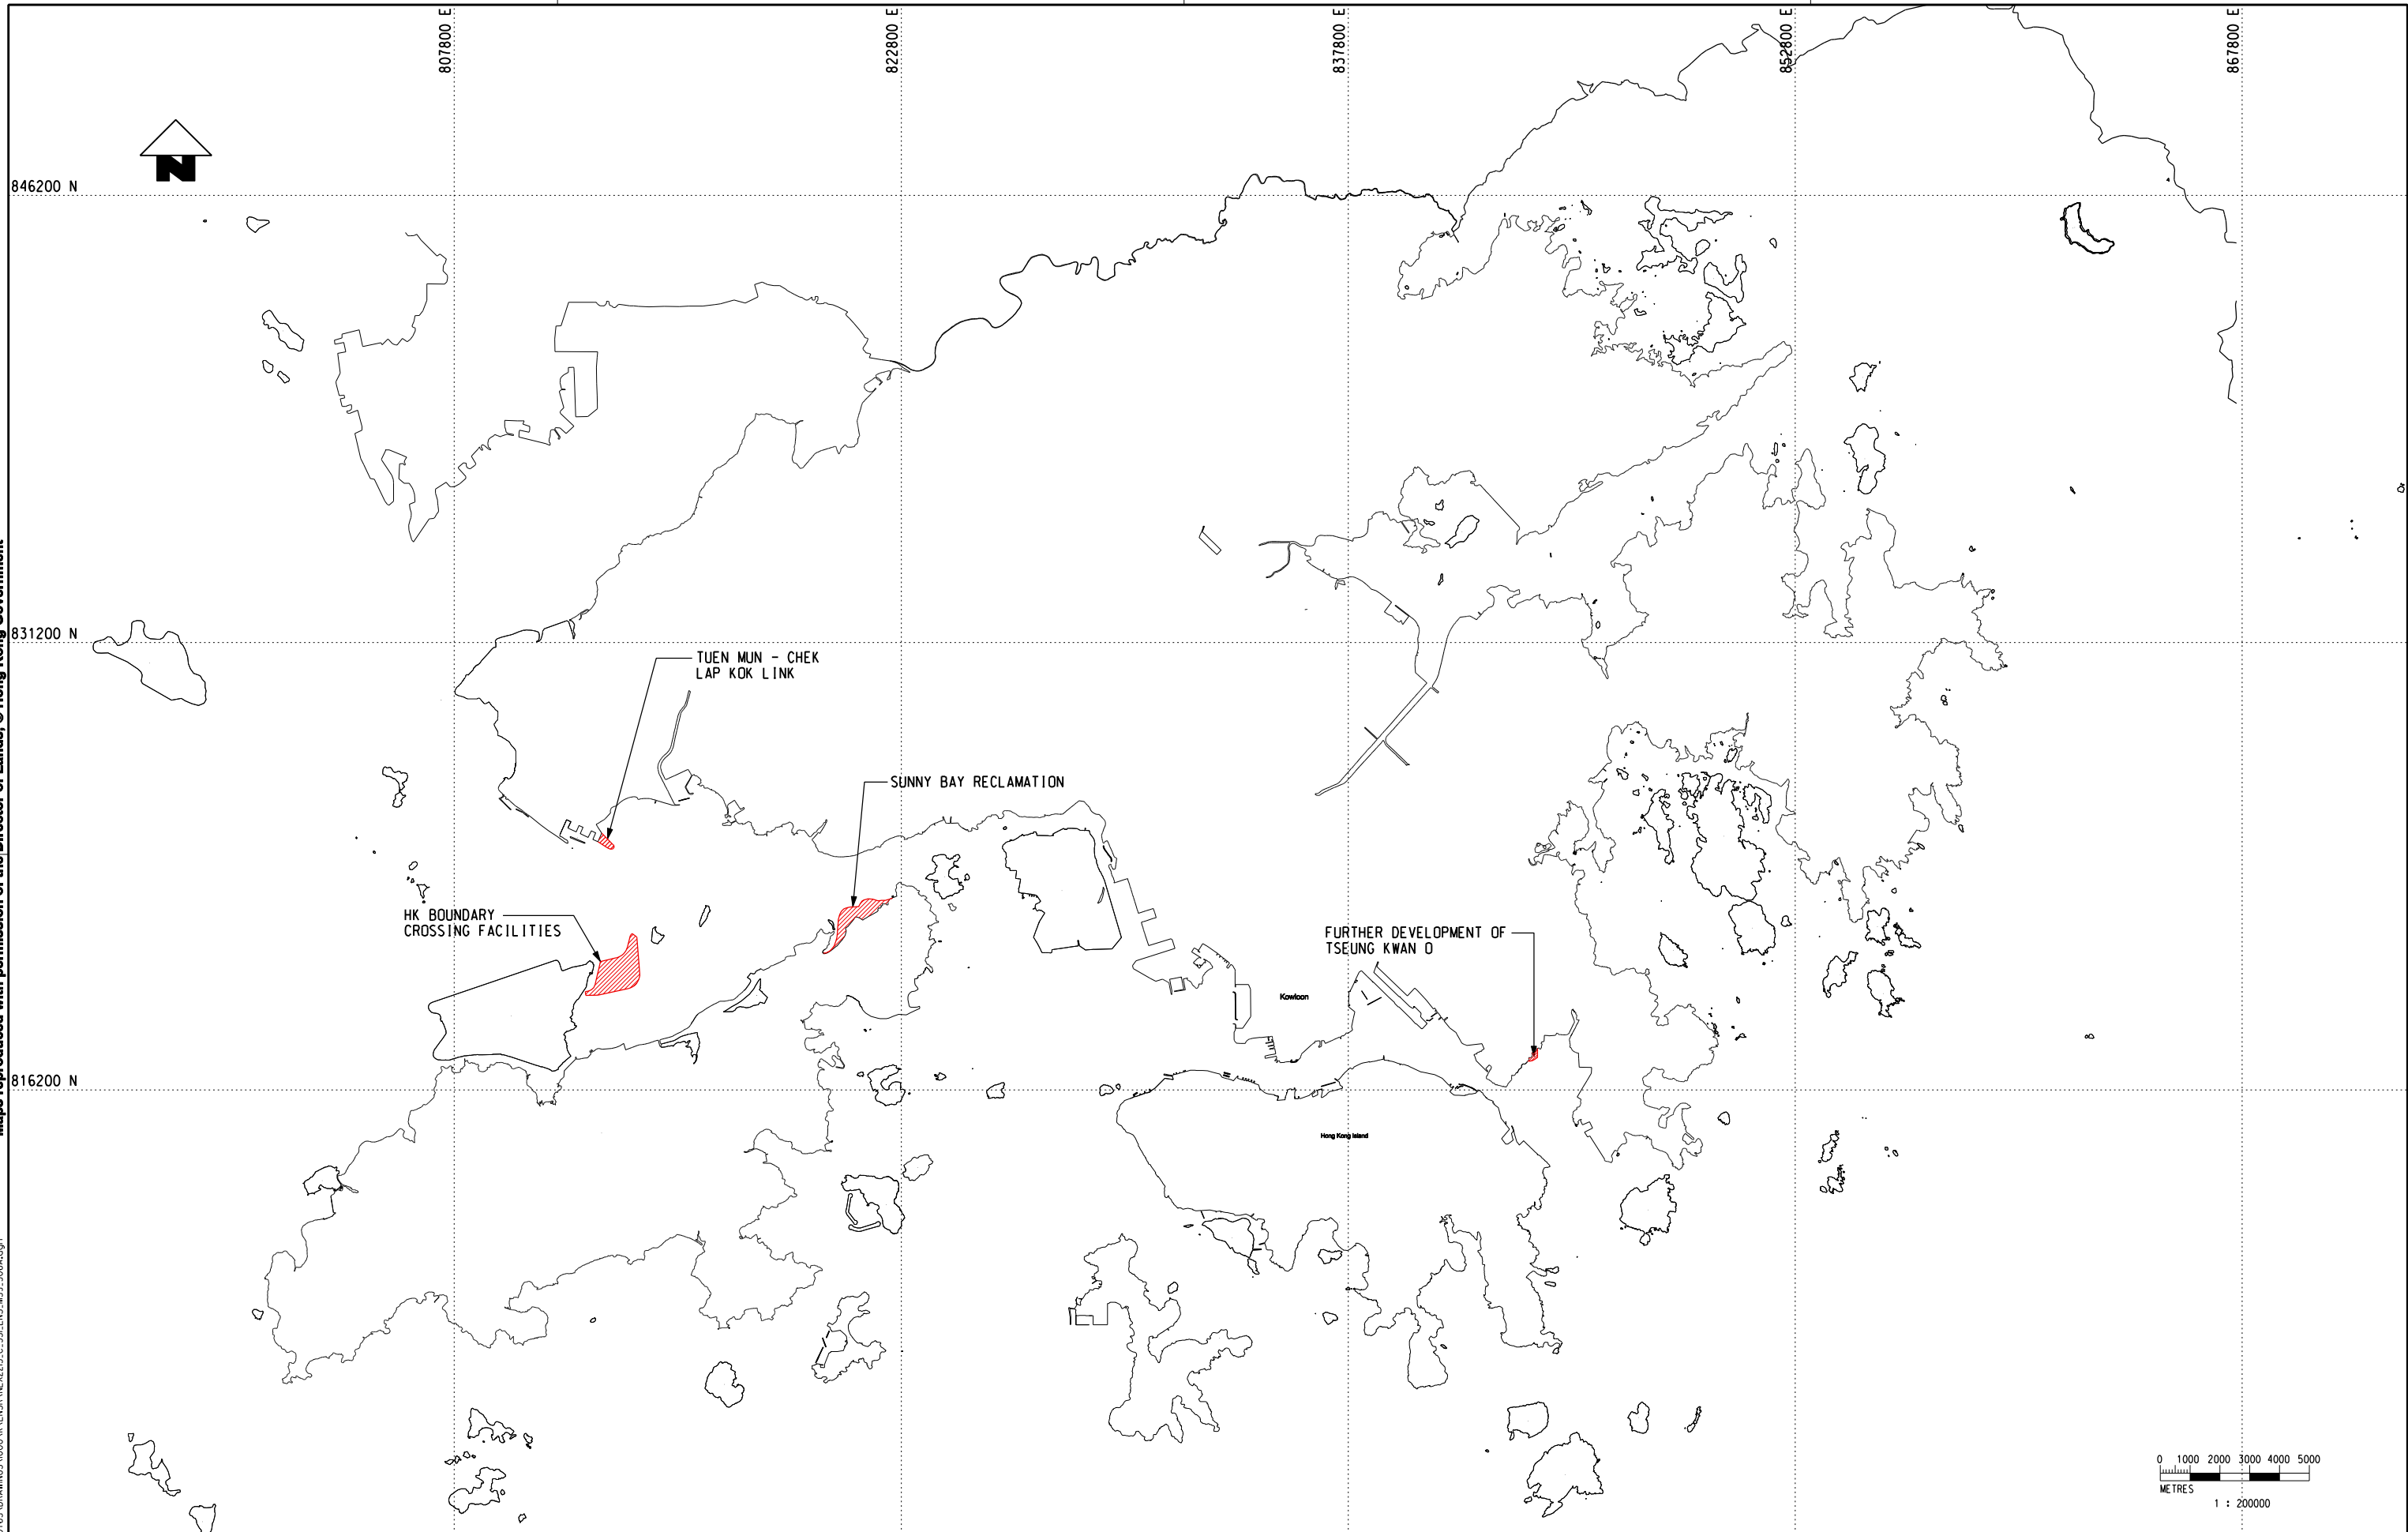 807800 E
822800 E
837800 E
852800 E
867800 E
N
846200 N
831200 N
816200 N
TUEN MUN - CHEK
LAP KOK LINK
SUNNY BAY RECLAMATION
HK BOUNDARY
CROSSING FACILITIES
FURTHER DEVELOPMENT OF
TSEUNG KWAN O
Kowloon
Hong Kong Island
0 1000 2000 3000 4000 5000
METRES
1 : 200000